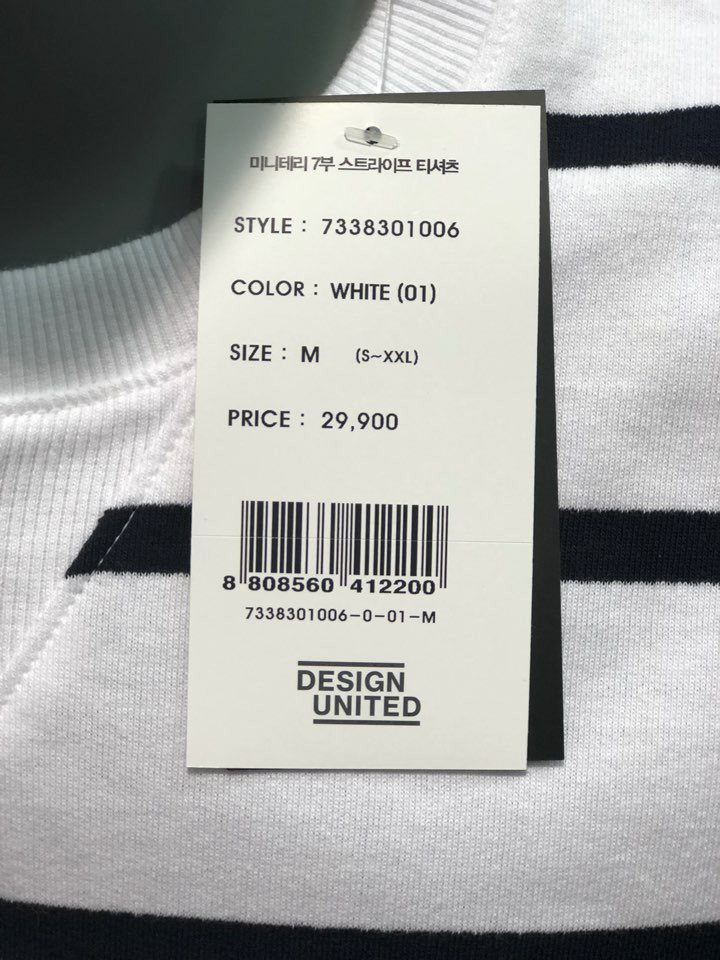 미니테리 7부 스트라이프 티셔츠
STYLE : 7338301006
COLOR : WHITE (01)
SIZE : M (S~XXL)
PRICE : 29,900
8 808560 412200
7338301006-0-01-M
DESIGN
UNITED